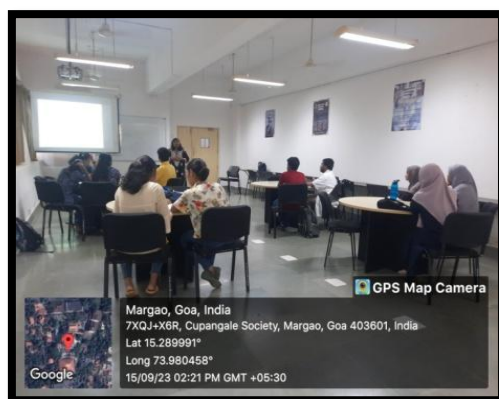 GPS Map Camera
Margao, Goa, India
7XQJ+X6R, Cupangale Society, Margao, Goa 403601, India
Lat 15.289991°
Long 73.980458°
15/09/23 02:21 PM GMT +05:30
Google